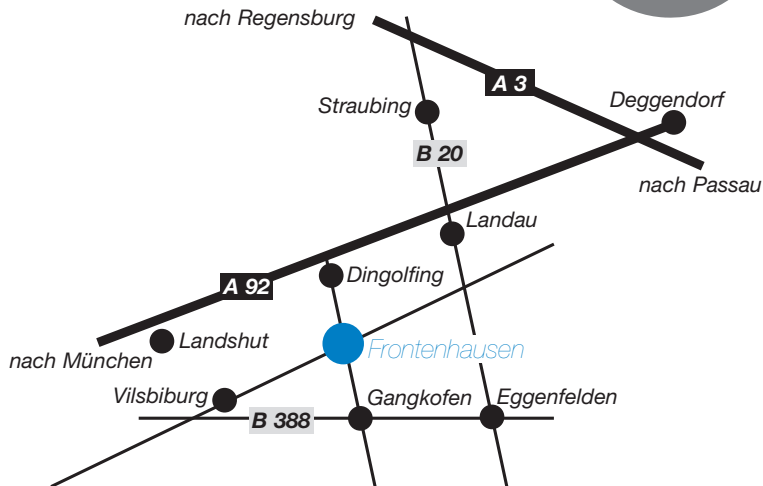 nach Regensburg
A 3
Straubing
Deggendorf
B 20
nach Passau
Landau
Dingolfing
A 92
Landshut
Frontenhausen
nach München
Vilsbiburg
Gangkofen
Eggenfelden
B 388